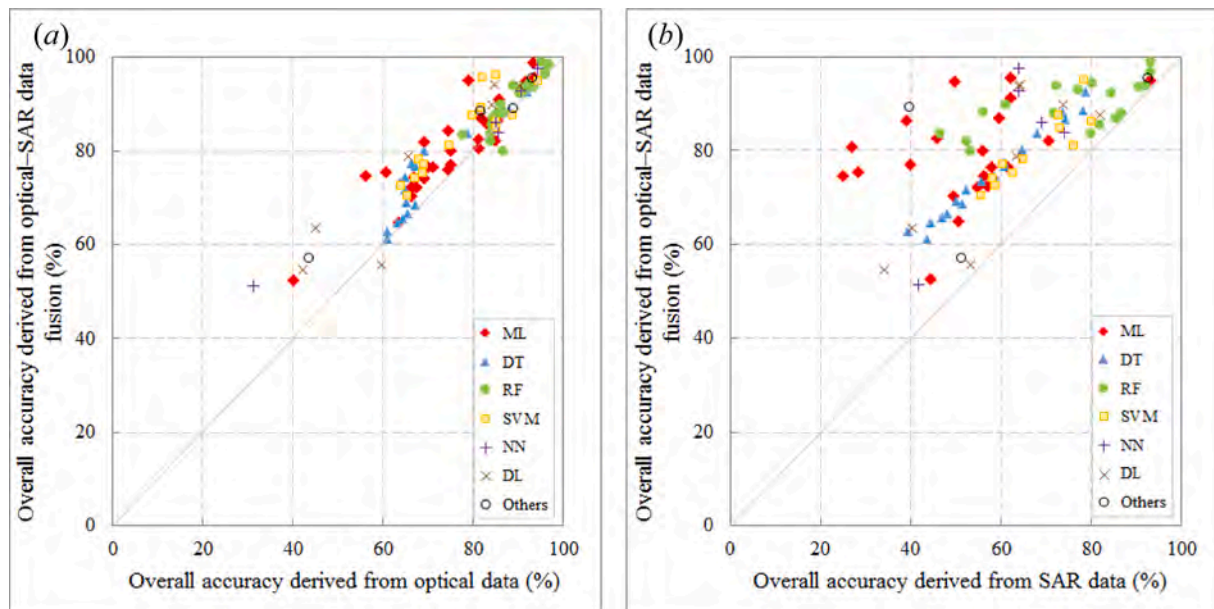 (a)
Overall accuracy derived from optical–SAR data
fusion (%)
100
80
60
40
20
0
ML
DT
RF
SVM
NN
DL
Others
0 20 40 60 80 100
Overall accuracy derived from optical data (%)
(b)
Overall accuracy derived from optical–SAR data
fusion (%)
100
80
60
40
20
0
ML
DT
RF
SVM
NN
DL
Others
0 20 40 60 80 100
Overall accuracy derived from SAR data (%)